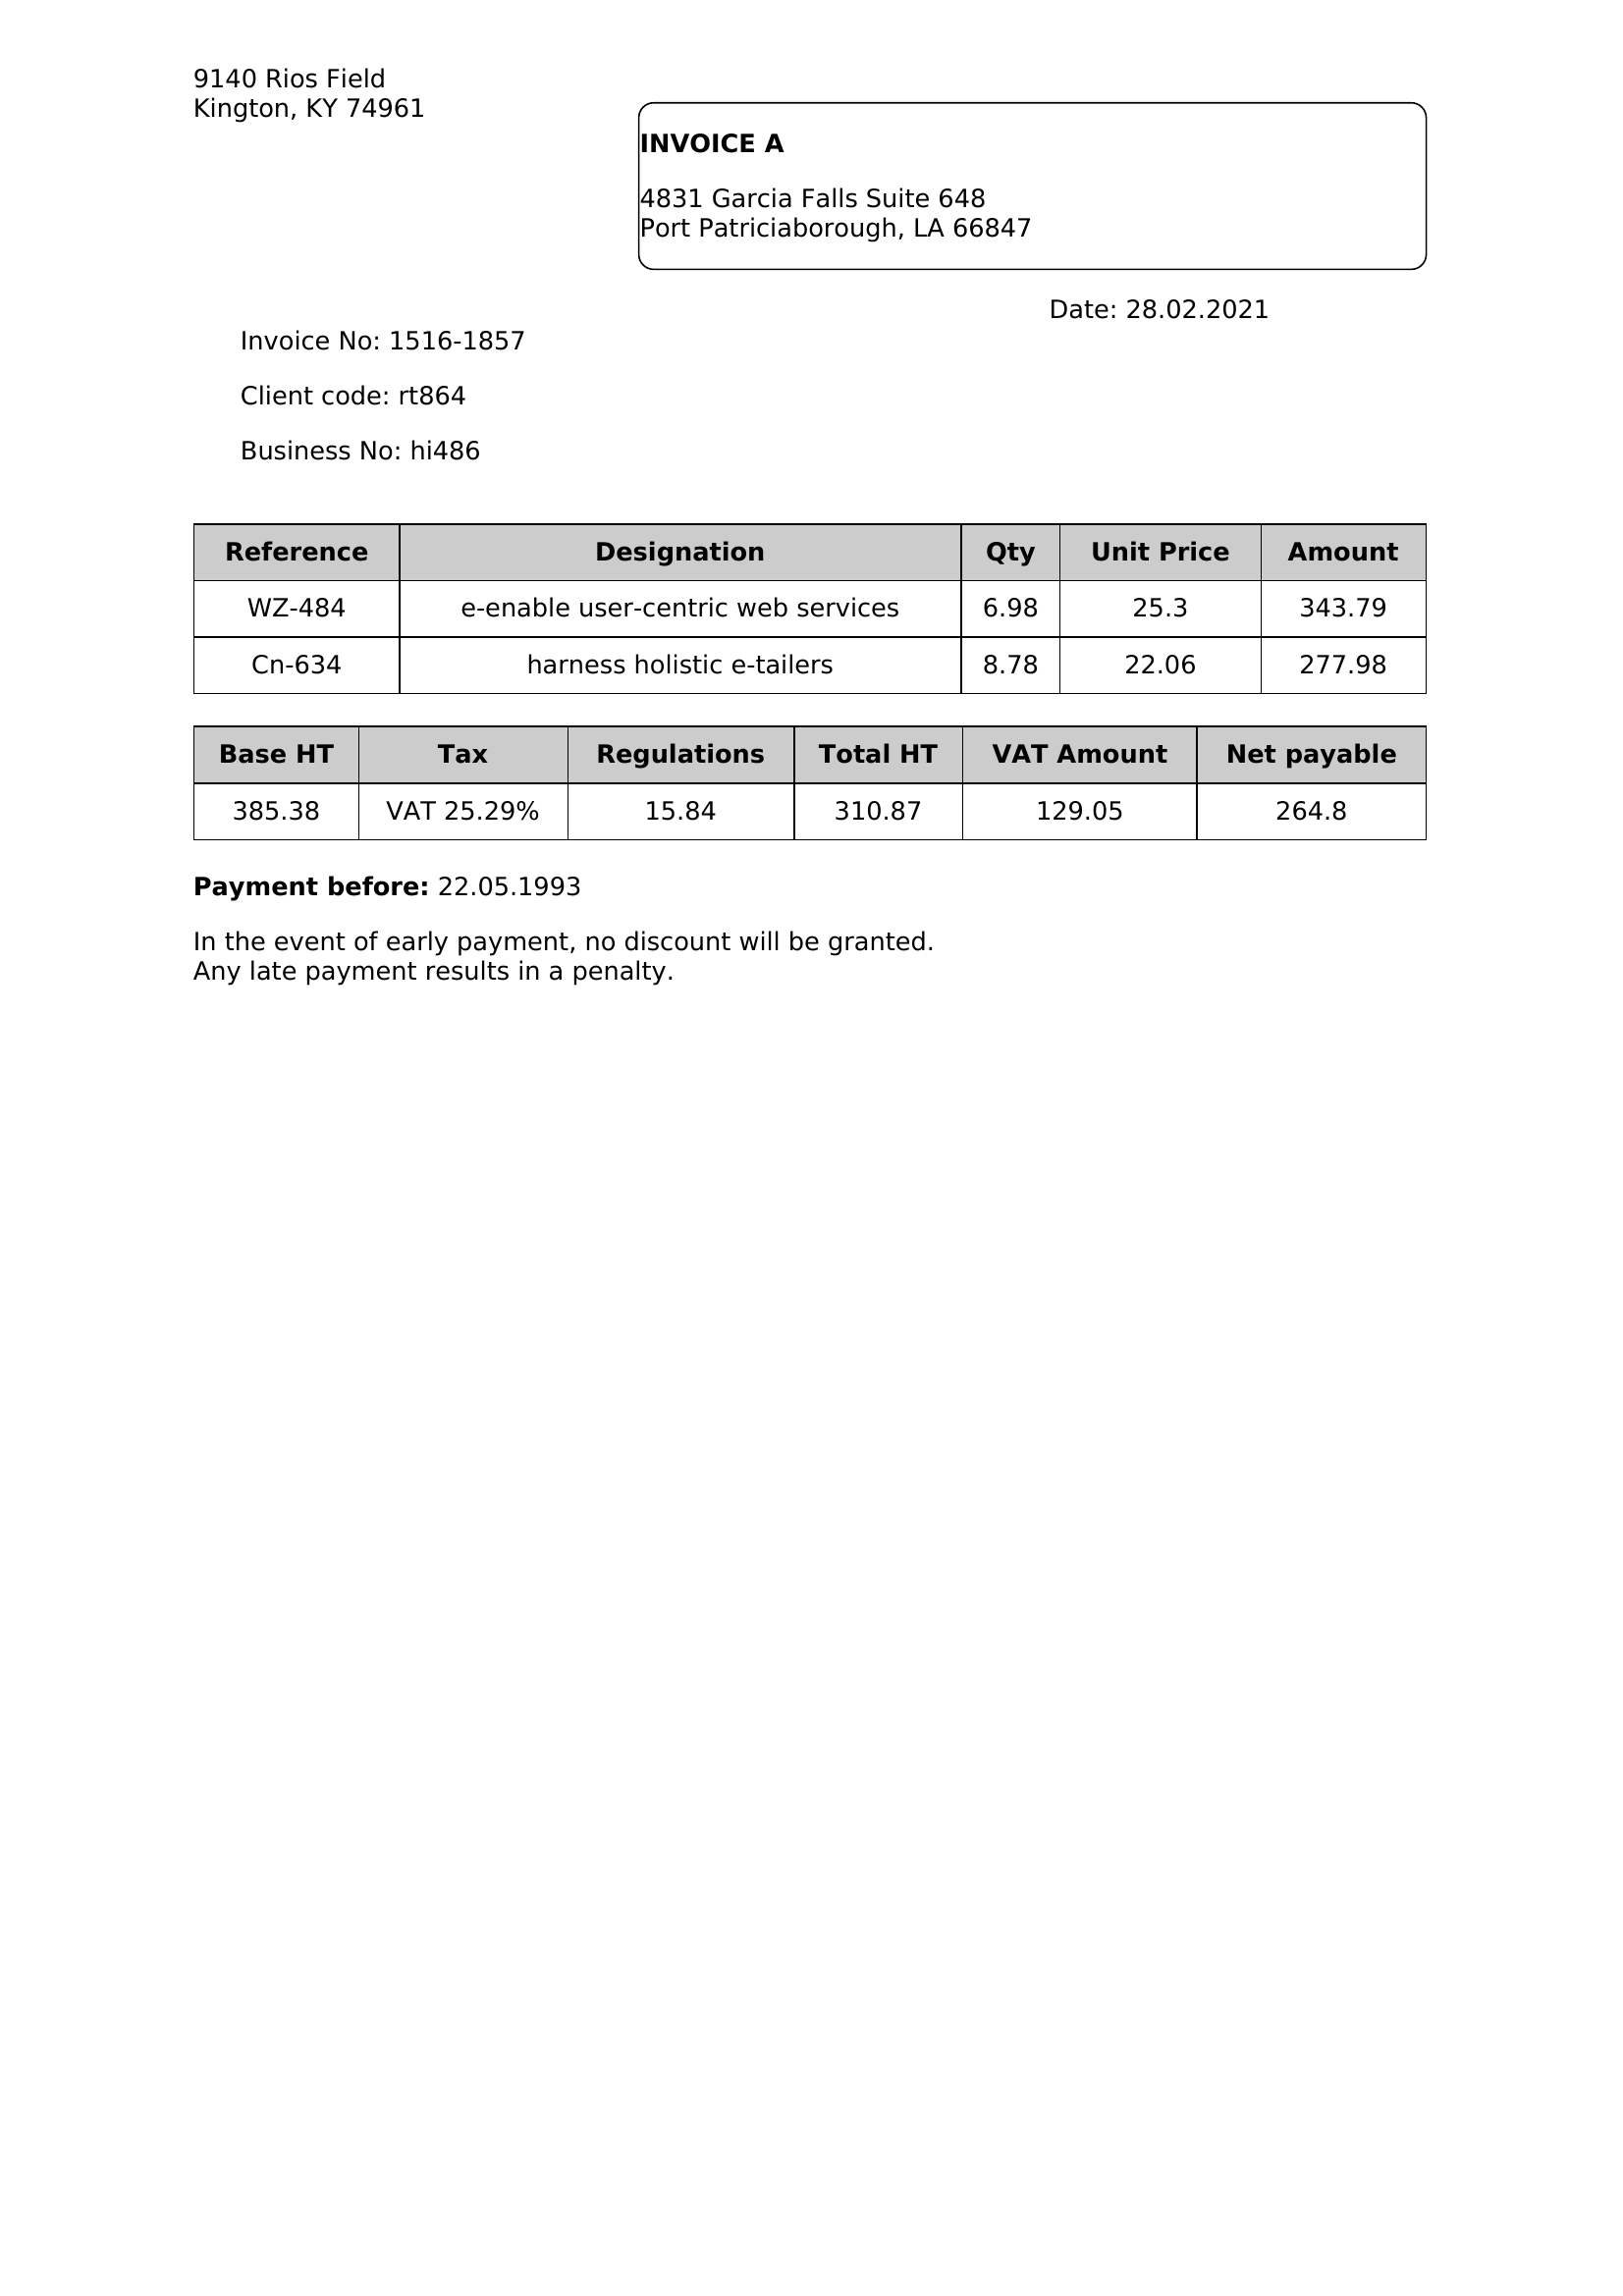 9140 Rios Field
Kington, KY 74961
INVOICE A
4831 Garcia Falls Suite 648
Port Patriciaborough, LA 66847
Date: 28.02.2021
Invoice No: 1516-1857
Client code: rt864
Business No: hi486
Reference Designation Qty Unit Price Amount
WZ-484 e-enable user-centric web services 6.98 25.3 343.79
Cn-634 harness holistic e-tailers 8.78 22.06 277.98
Base HT Tax Regulations Total HT VAT Amount Net payable
385.38 VAT 25.29% 15.84 310.87 129.05 264.8
Payment before: 22.05.1993
In the event of early payment, no discount will be granted.
Any late payment results in a penalty.